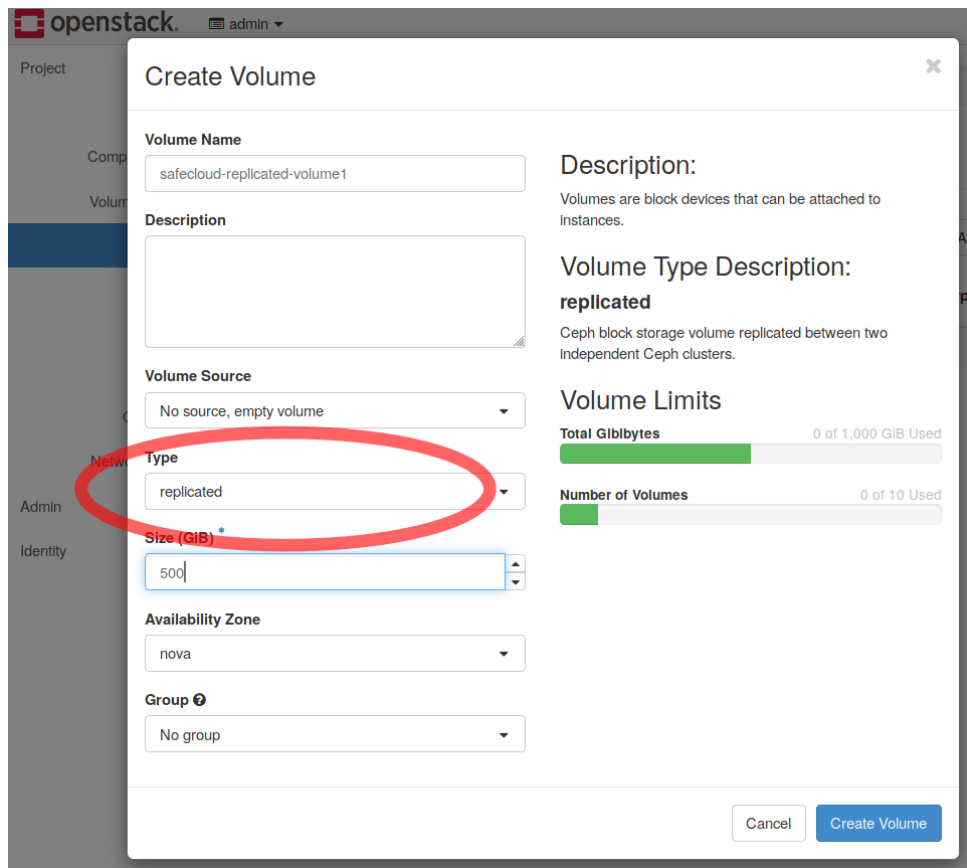 openstack. admin
Project
Create Volume
×
Volume Name
safecloud-replicated-volume1
Comp
Volum
Description
Volume Source
No source, empty volume
Type
replicated
Netwo
Admin
Size (GiB) *
Identity
500
Availability Zone
nova
Group
No group
Description:
Volumes are block devices that can be attached to
instances.
Volume Type Description:
replicated
Ceph block storage volume replicated between two
independent Ceph clusters.
Volume Limits
Total Gibibytes 0 of 1,000 GiB Used
Number of Volumes 0 of 10 Used
Cancel Create Volume